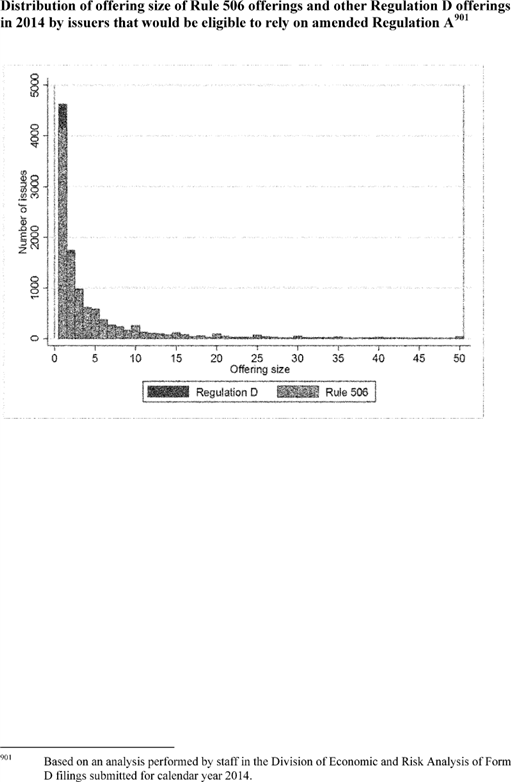 Distribution of offering size of Rule 506 offerings and other Regulation D offerings
in 2014 by issuers that would be eligible to rely on amended Regulation A901
Number of issues
5000
4000
3000
2000
1000
0
0 5 10 15 20 25 30 35 40 45 50
Offering size
Regulation D Rule 506
901 Based on an analysis performed by staff in the Division of Economic and Risk Analysis of Form
D filings submitted for calendar year 2014.